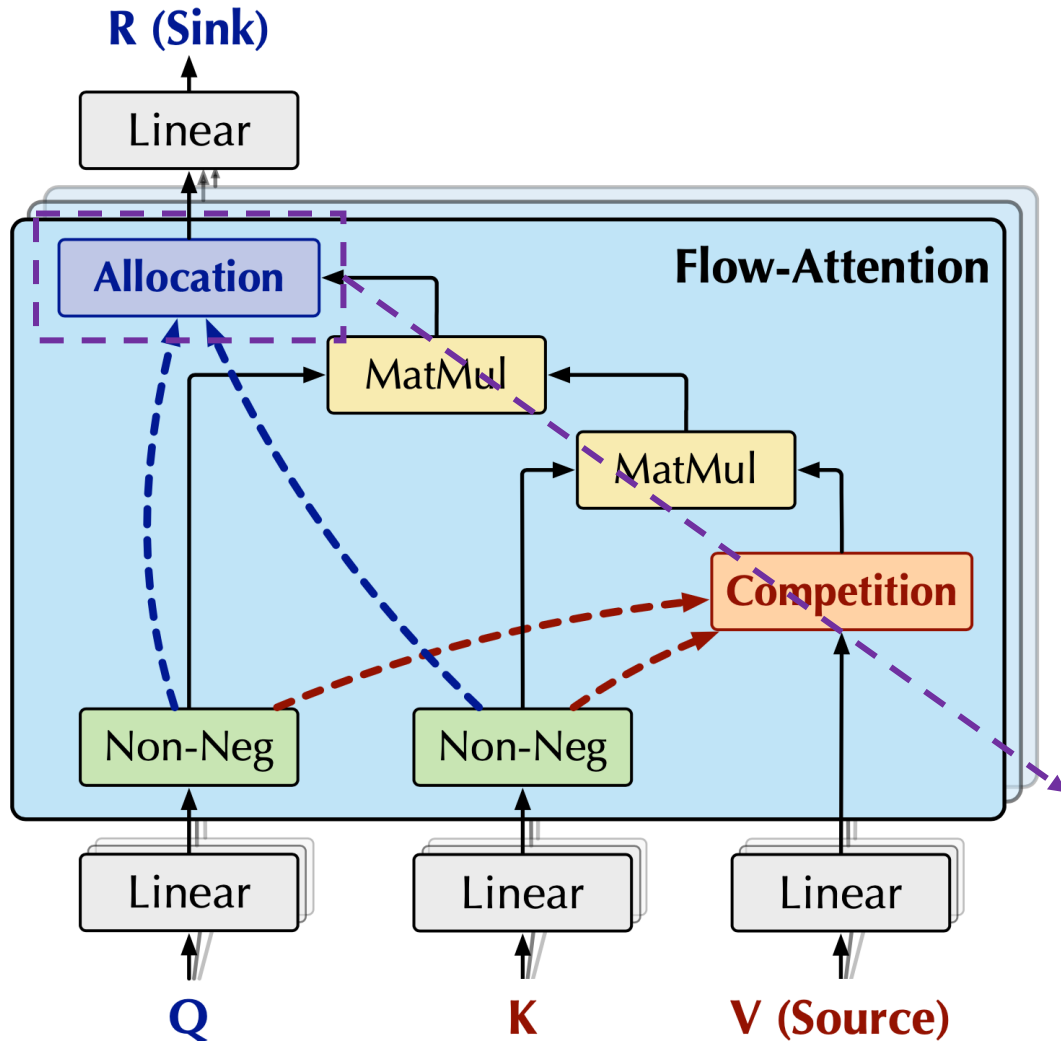 R (Sink)
Linear
Allocation
Flow-Attention
MatMul
MatMul
Competition
Non-Neg
Non-Neg
Linear
Linear
Linear
Q
K
V (Source)